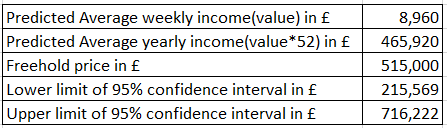 Predicted Average weekly income(value) in £ 8,960
Predicted Average yearly income(value*52) in £ 465,920
Freehold price in £ 515,000
Lower limit of 95% confidence interval in £ 215,569
Upper limit of 95% confidence interval in £ 716,222